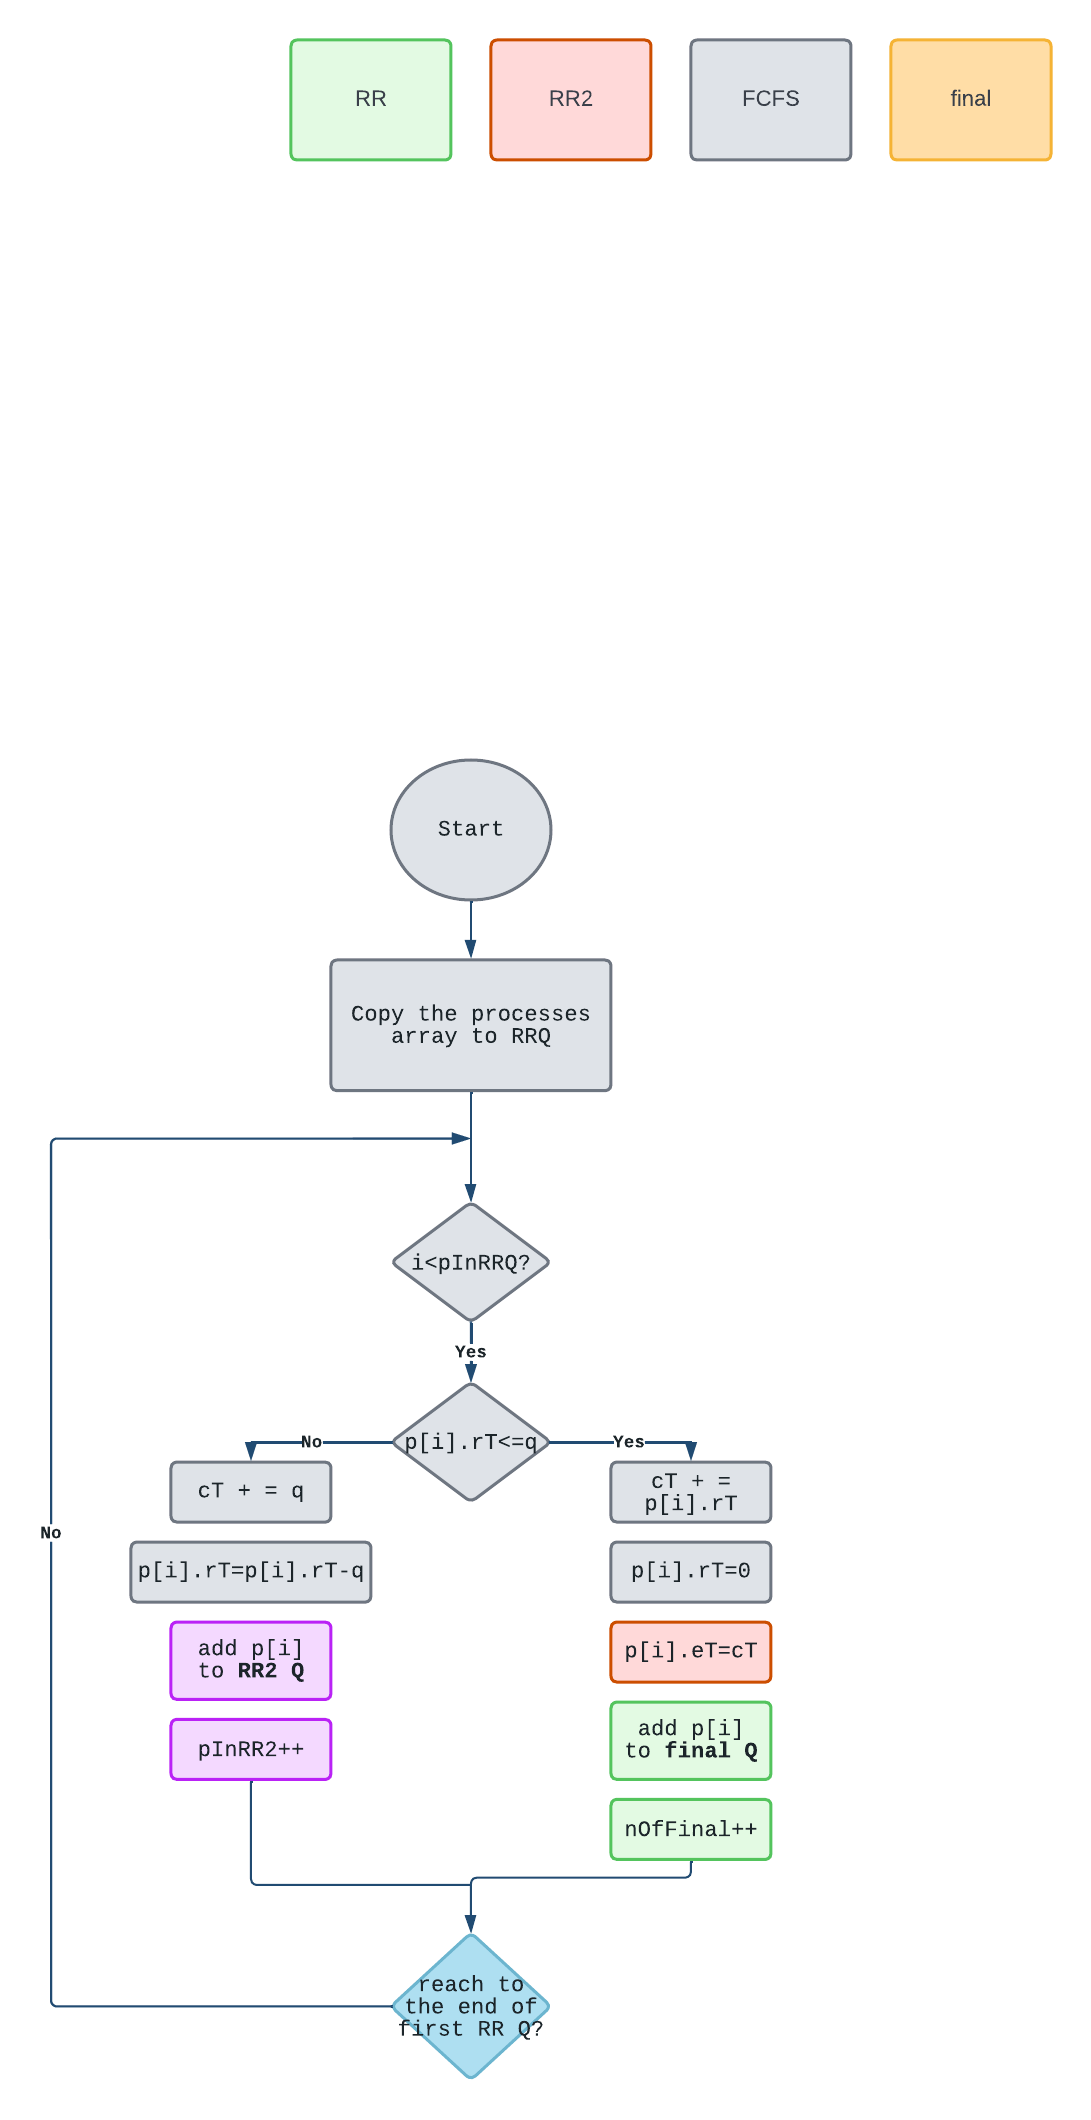 RR
RR2
FCFS
final
Start
Copy the processes
array to RRQ
i<pInRRQ?
Yes
p[i].rT<=q
No
Yes
cT + = q
p[i].rT=p[i].rT-q
add p[i]
to RR2 Q
pInRR2++
cT + =
p[i].rT
p[i].rT=0
p[i].eT=cT
add p[i]
to final Q
nOfFinal++
No
reach to
the end of
first RR Q?